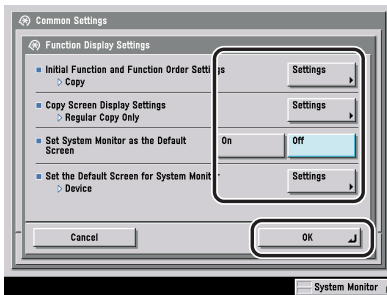 Common Settings
Function Display Settings
Initial Function and Function Order Settings
Settings
Copy
Copy Screen Display Settings
Settings
Regular Copy Only
Set System Monitor as the Default
Screen
On
Off
Set the Default Screen for System Monitor
Settings
Device
Cancel
OK
System Monitor